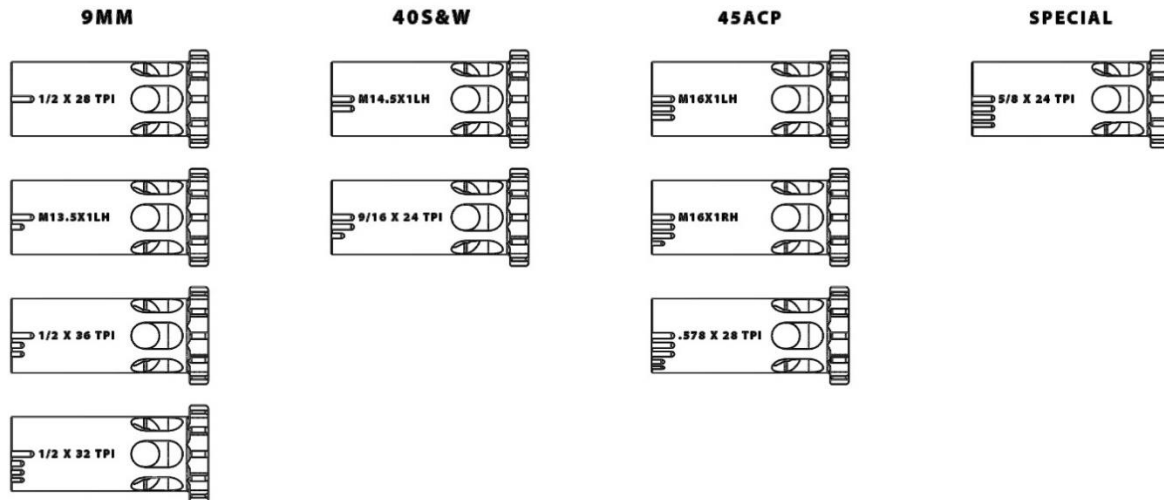 9MM
40S&W
45ACP
SPECIAL
1/2 X 28 TPI
M14.5X1LH
M16X1LH
5/8 X 24 TPI
M13.5X1LH
9/16 X 24 TPI
M16X1RH
1/2 X 36 TPI
.578 X 28 TPI
1/2 X 32 TPI